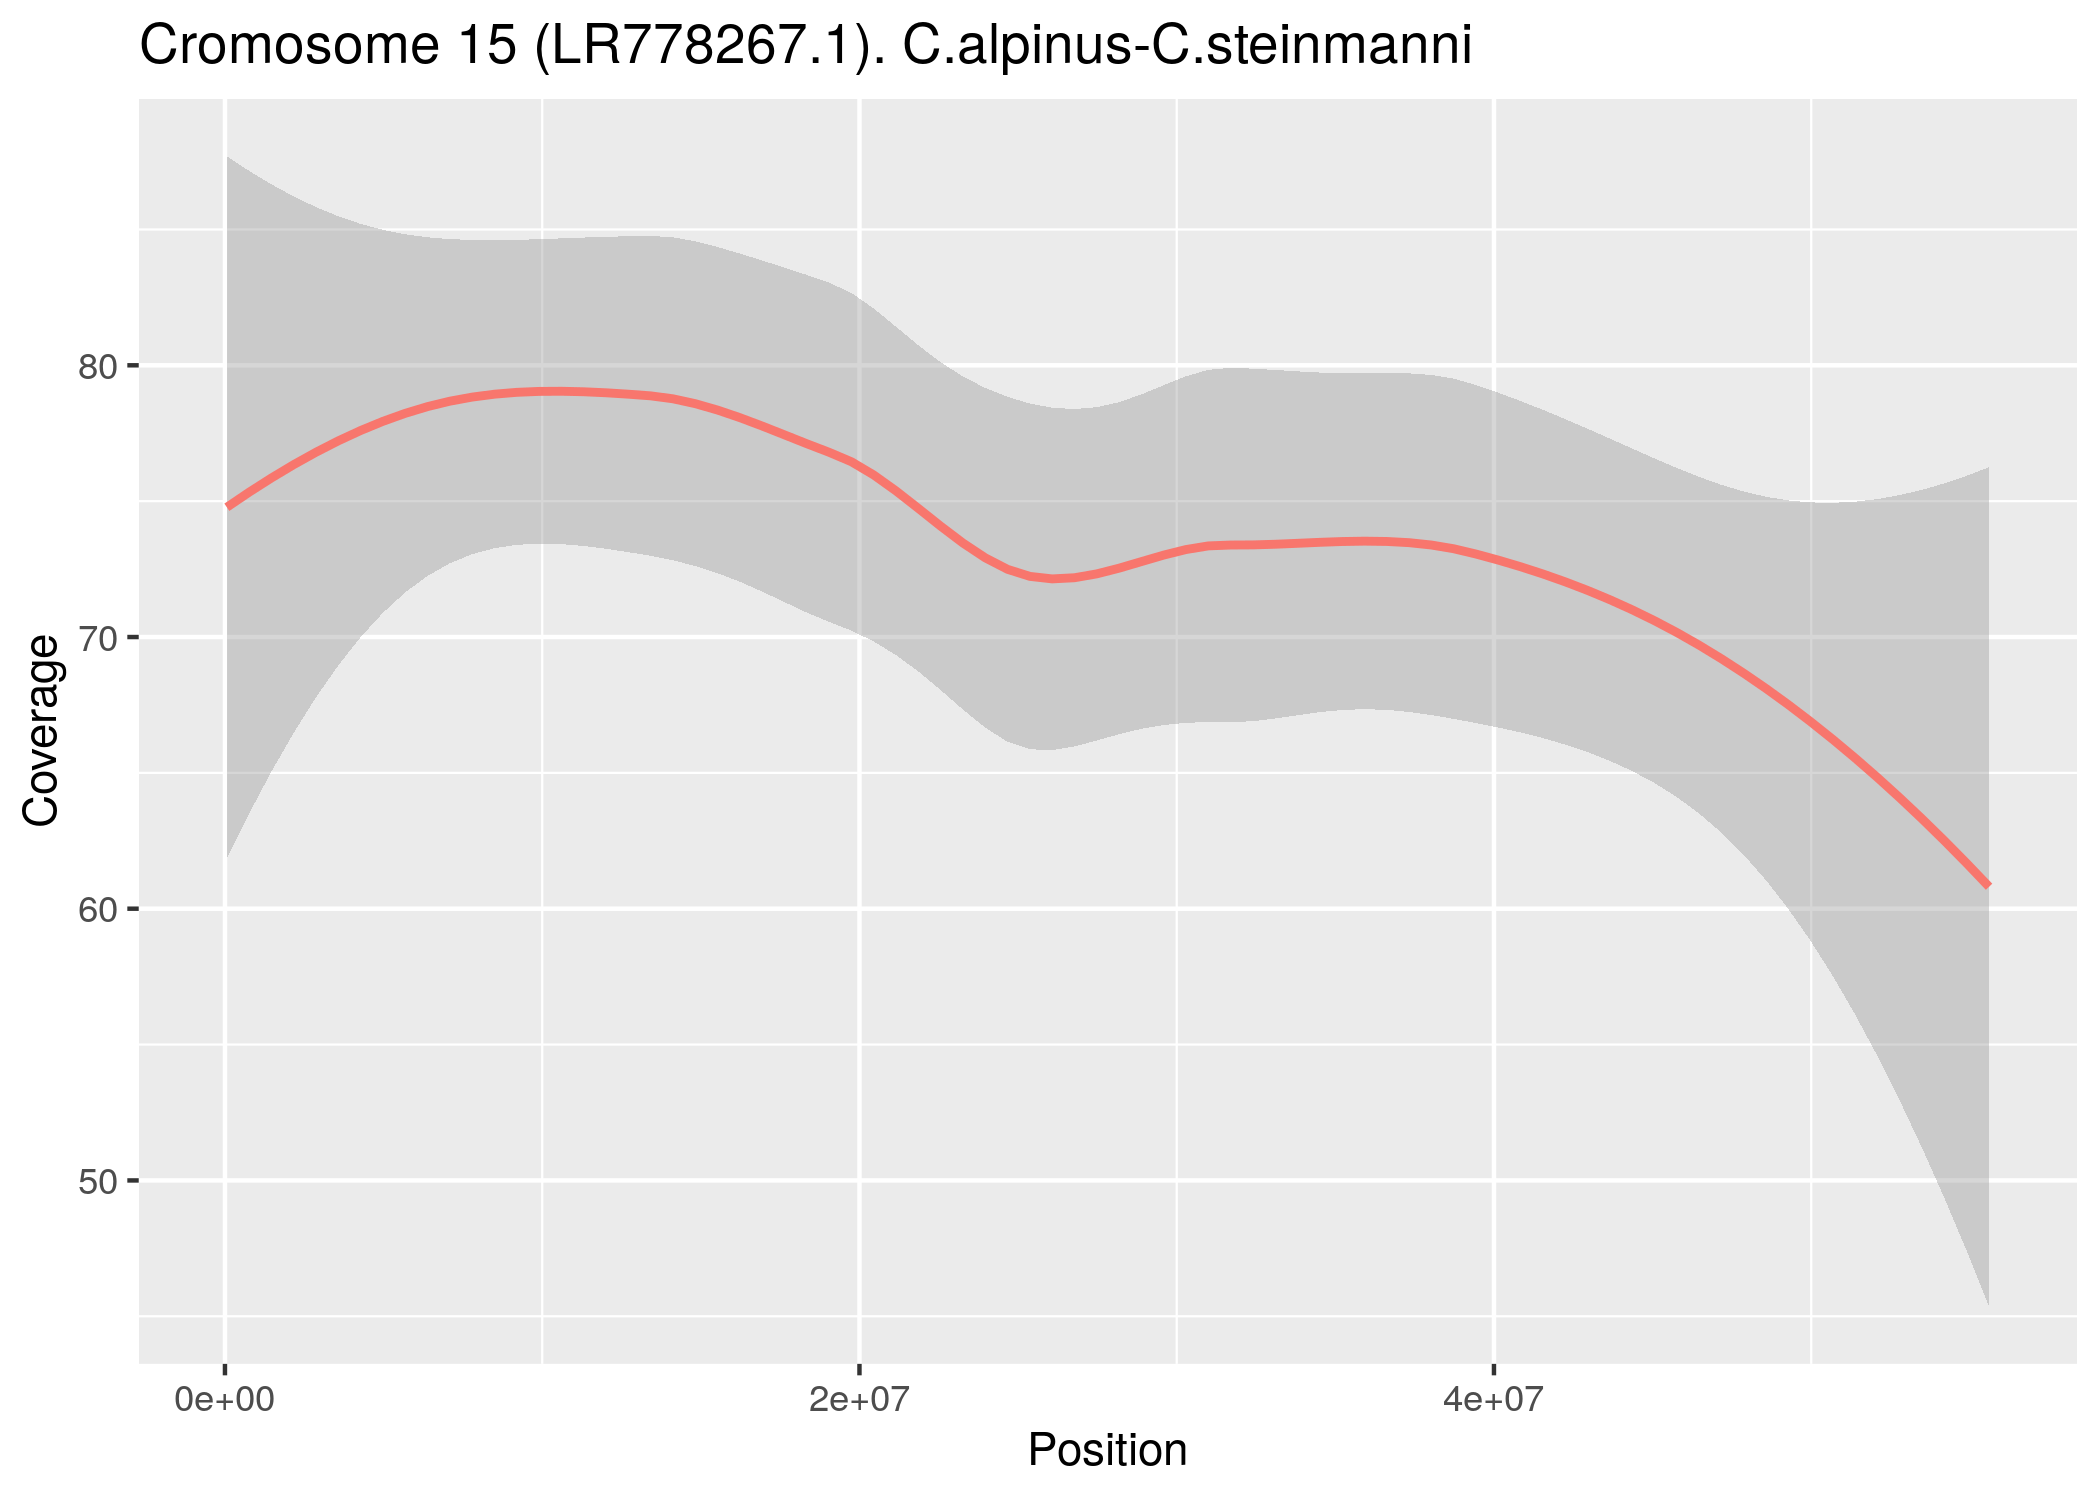 Cromosome 15 (LR778267.1). C.alpinus-C.steinmanni
80
70
60
50
Coverage
0e+00 2e+07 4e+07
Position